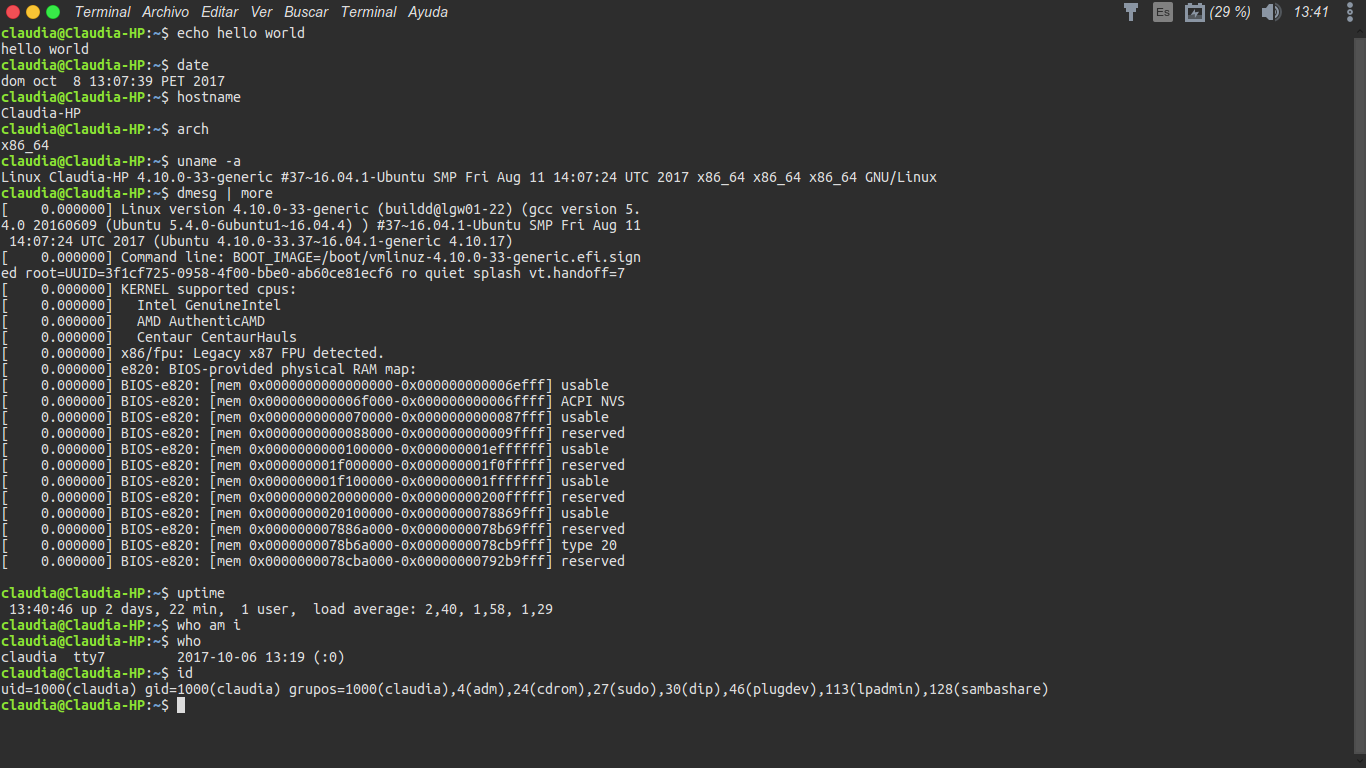 Terminal Archivo Editar Ver Buscar Terminal Ayuda Es (29 %) 13:41
claudia@Claudia-HP:~$ echo hello world
hello world
claudia@Claudia-HP:~$ date
dom oct  8 13:07:39 PET 2017
claudia@Claudia-HP:~$ hostname
Claudia-HP
claudia@Claudia-HP:~$ arch
x86_64
claudia@Claudia-HP:~$ uname -a
Linux Claudia-HP 4.10.0-33-generic #37~16.04.1-Ubuntu SMP Fri Aug 11 14:07:24 UTC 2017 x86_64 x86_64 x86_64 GNU/Linux
claudia@Claudia-HP:~$ dmesg | more
[    0.000000] Linux version 4.10.0-33-generic (buildd@lgw01-22) (gcc version 5.
4.0 20160609 (Ubuntu 5.4.0-6ubuntu1~16.04.4) ) #37~16.04.1-Ubuntu SMP Fri Aug 11
 14:07:24 UTC 2017 (Ubuntu 4.10.0-33.37~16.04.1-generic 4.10.17)
[    0.000000] Command line: BOOT_IMAGE=/boot/vmlinuz-4.10.0-33-generic.efi.sign
ed root=UUID=3f1cf725-0958-4f00-bbe0-ab60ce81ecf6 ro quiet splash vt.handoff=7
[    0.000000] KERNEL supported cpus:
[    0.000000]   Intel GenuineIntel
[    0.000000]   AMD AuthenticAMD
[    0.000000]   Centaur CentaurHauls
[    0.000000] x86/fpu: Legacy x87 FPU detected.
[    0.000000] e820: BIOS-provided physical RAM map:
[    0.000000] BIOS-e820: [mem 0x0000000000000000-0x000000000006efff] usable
[    0.000000] BIOS-e820: [mem 0x000000000006f000-0x000000000006ffff] ACPI NVS
[    0.000000] BIOS-e820: [mem 0x0000000000070000-0x0000000000087fff] usable
[    0.000000] BIOS-e820: [mem 0x0000000000088000-0x000000000009ffff] reserved
[    0.000000] BIOS-e820: [mem 0x0000000000100000-0x000000001effffff] usable
[    0.000000] BIOS-e820: [mem 0x000000001f000000-0x000000001f0fffff] reserved
[    0.000000] BIOS-e820: [mem 0x000000001f100000-0x000000001fffffff] usable
[    0.000000] BIOS-e820: [mem 0x0000000020000000-0x00000000200fffff] reserved
[    0.000000] BIOS-e820: [mem 0x0000000020100000-0x0000000078869fff] usable
[    0.000000] BIOS-e820: [mem 0x000000007886a000-0x0000000078b69fff] reserved
[    0.000000] BIOS-e820: [mem 0x0000000078b6a000-0x0000000078cb9fff] type 20
[    0.000000] BIOS-e820: [mem 0x0000000078cba000-0x00000000792b9fff] reserved
claudia@Claudia-HP:~$ uptime
 13:40:46 up 2 days, 22 min,  1 user,  load average: 2,40, 1,58, 1,29
claudia@Claudia-HP:~$ who am i
claudia@Claudia-HP:~$ who
claudia  tty7         2017-10-06 13:19 (:0)
claudia@Claudia-HP:~$ id
uid=1000(claudia) gid=1000(claudia) grupos=1000(claudia),4(adm),24(cdrom),27(sudo),30(dip),46(plugdev),113(lpadmin),128(sambashare)
claudia@Claudia-HP:~$